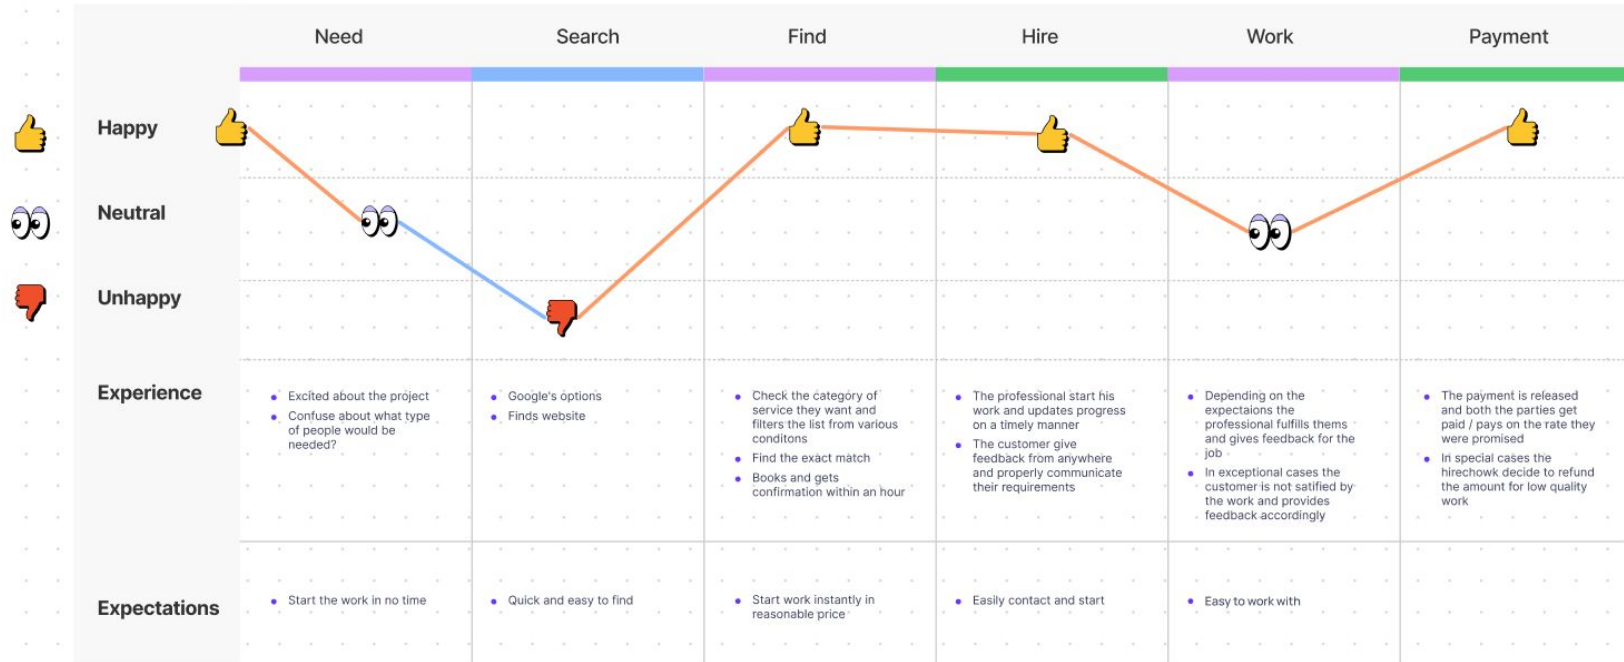 Need
Search
Find
Hire
Work
Payment
Happy
Neutral
Unhappy
Experience
Excited about the project
Confuse about what type
of people would be
needed?
Google's options
Finds website
Check the category of
service they want and
filters the list from various
conditons
Find the exact match
Books and gets
confirmation within an hour
The professional start his
work and updates progress
on a timely manner
The customer give
feedback from anywhere
and properly communicate
their requirements
Depending on the
expectaions the
professional fulfills thems
and gives feedback for the
job
In exceptional cases the
customer is not satified by
the work and provides
feedback accordingly
The payment is released
and both the parties get
paid / pays on the rate they
were promised
In special cases the
hirechowk decide to refund
the amount for low quality
work
Expectations
Start the work in no time
Quick and easy to find
Start work instantly in
reasonable price
Easily contact and start
Easy to work with